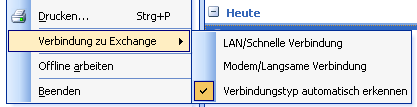 Drucken... Strg+P
Verbindung zu Exchange
Offline arbeiten
Beenden
Heute
LAN/Schnelle Verbindung
Modem/Langsame Verbindung
Verbindungstyp automatisch erkennen